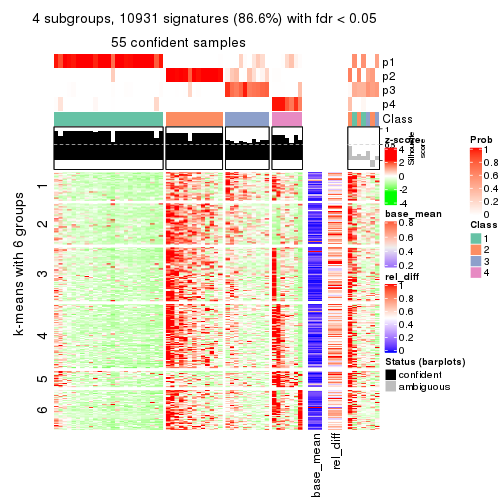 4 subgroups, 10931 signatures (86.6%) with fdr < 0.05
55 confident samples
p1
p2
p3
p4
Class
1
0.5
Silhouette
score
z-score
4
2
0
-2
-4
base_mean
0.8
0.6
0.4
0.2
rel_diff
1
0.8
0.6
0.4
0.2
0
Status (barplots)
confident
ambiguous
Prob
1
0.8
0.6
0.4
0.2
0
Class
1
2
3
4
k-means with 6 groups
1
2
3
4
5
6
base_mean
rel_diff